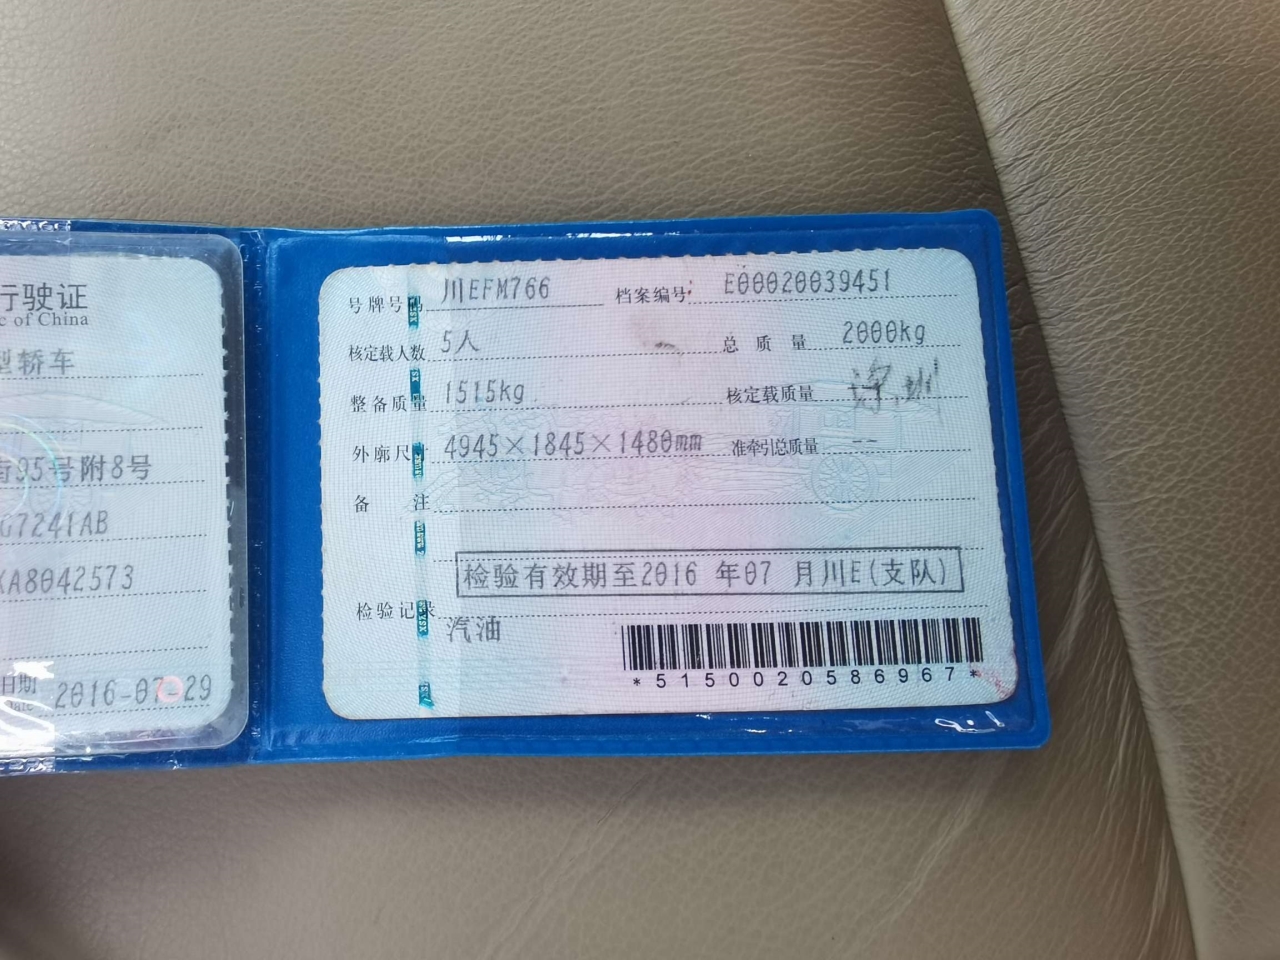 行驶证
e of China
型轿车
街95号附8号
G7241AB
XA8042573
日期 2016-07-29
Date
号牌号码 川EFM766 档案编号 E00020039451
核定载人数 5人 总质量 2000kg
整备质量 1515kg 核定载质量
外廓尺寸 4945×1845×1480mm 准牵引总质量 --
备注
检验有效期至2016 年07 月川E(支队)
检验记录
汽油
*5150020586967*